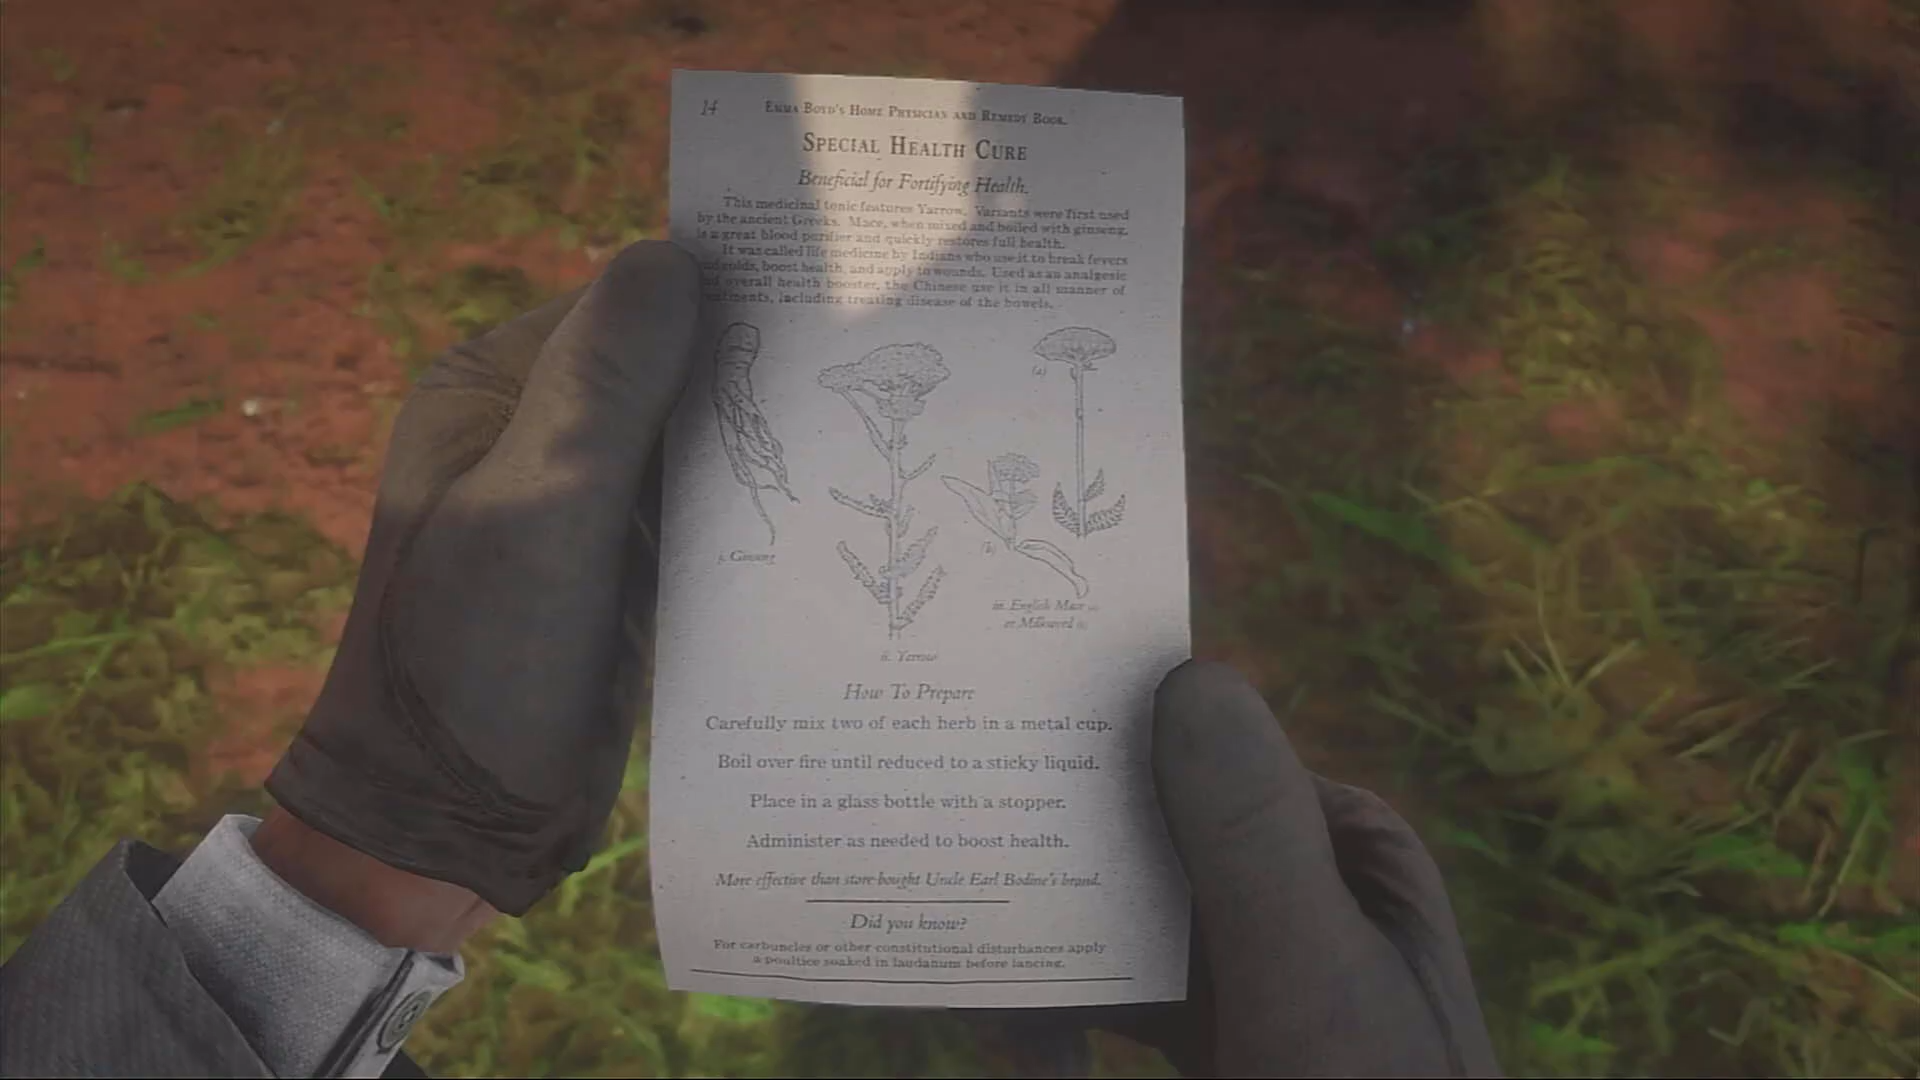 14 Emma Boyd's Home Physician and Remedy Book.
Special Health Cure
Beneficial for Fortifying Health.
This medicinal tonic features Yarrow. Variants were first used
by the ancient Greeks. Mace, when mixed and boiled with ginseng,
is a great blood purifier and quickly restores full health.
It was called life medicine by Indians who use it to break fevers
and colds, boost health, and apply to wounds. Used as an analgesic
and overall health booster, the Chinese use it in all manner of
including treating disease of the bowels.
(a)
(b)
i. Ginseng
iii. English Mace (a)
or Milkweed (b)
ii. Yarrow
How To Prepare
Carefully mix two of each herb in a metal cup.
Boil over fire until reduced to a sticky liquid.
Place in a glass bottle with a stopper.
Administer as needed to boost health.
More effective than store-bought Uncle Earl Bodine's brand.
Did you know?
For carbuncles or other constitutional disturbances apply
a poultice soaked in laudanum before lancing.